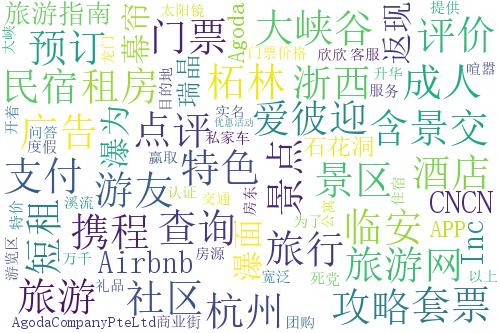 旅游指南
太阳镜
幕帘
门票
Agoda
大峡谷
返现
提供
评价
大峡
预订
龙门
门票价格
欣欣
客服
民宿
租房
瑞晶
目的地
柘林
浙西
升华
服务
喧嚣
成人
开着
广告
瀑为
点评
实名
优惠活动
私家车
爱彼迎
含景交
问答
度假
赢取
石花洞
支付
特色
景点
景区
酒店
游友
认证
交通
房东
公寓
住宿
CNCN
短租
溪流
特价
携程
查询
为了
临安
APP
Inc
游览区
万千
Airbnb
房源
瀑面
旅行
旅游网
宽泛
死党
以上
旅游
礼品
社区
杭州
攻略
套票
AgodaCompanyPteLtd
商业街
团购